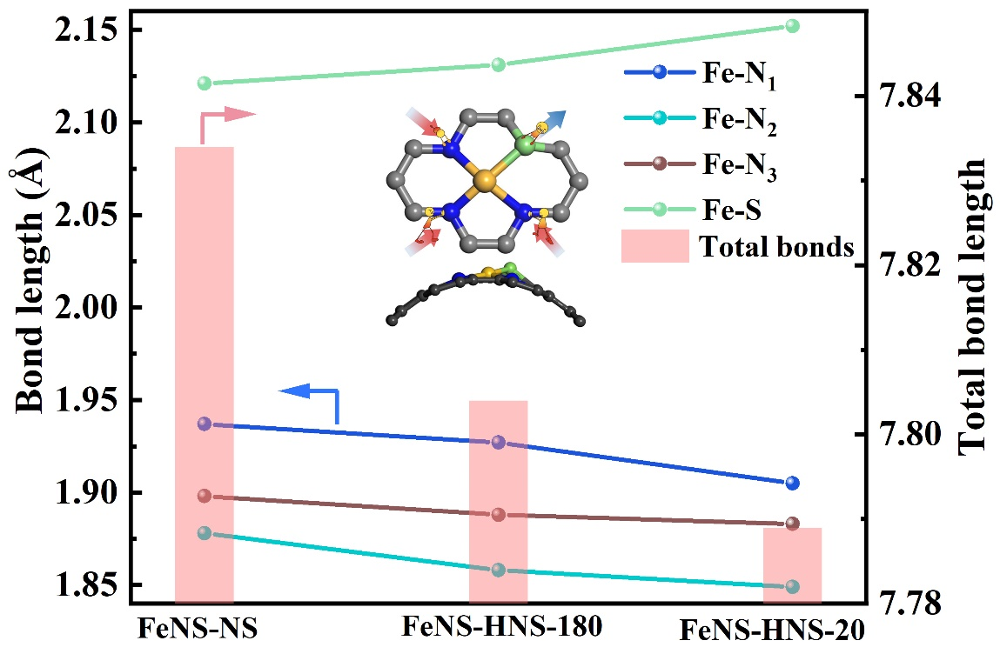 Bond length (Å)
2.15
2.10
2.05
2.00
1.95
1.90
1.85
Fe-N₁
Fe-N₂
Fe-N₃
Fe-S
Total bonds
7.84
7.82
7.80
7.78
Total bond length
FeNS-NS
FeNS-HNS-180
FeNS-HNS-20